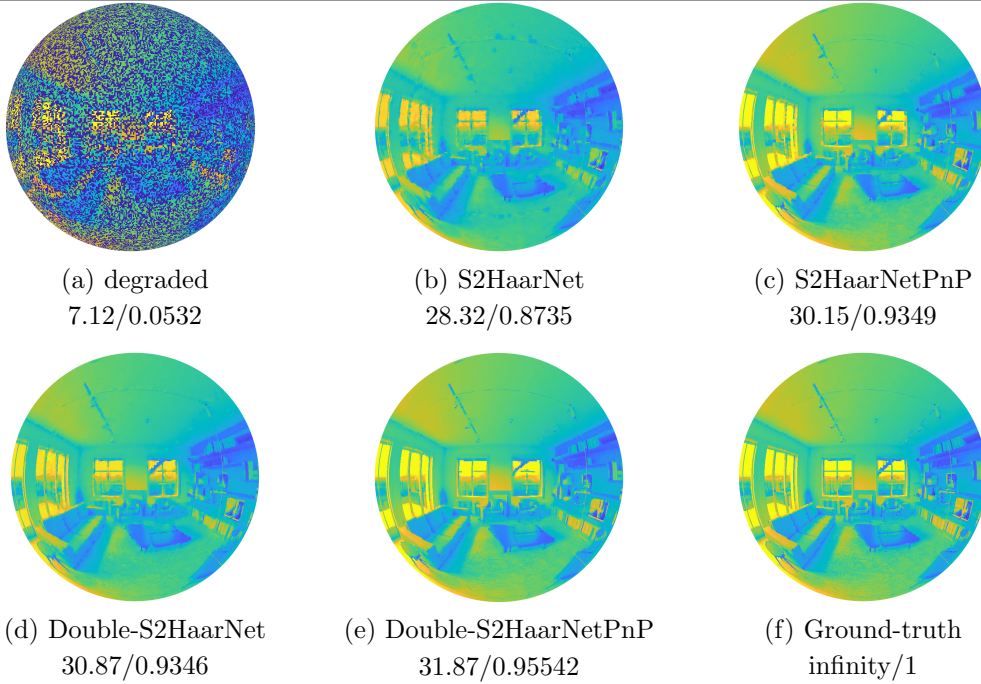 (a) degraded
7.12/0.0532
(b) S2HaarNet
28.32/0.8735
(c) S2HaarNetPnP
30.15/0.9349
(d) Double-S2HaarNet
30.87/0.9346
(e) Double-S2HaarNetPnP
31.87/0.95542
(f) Ground-truth
infinity/1